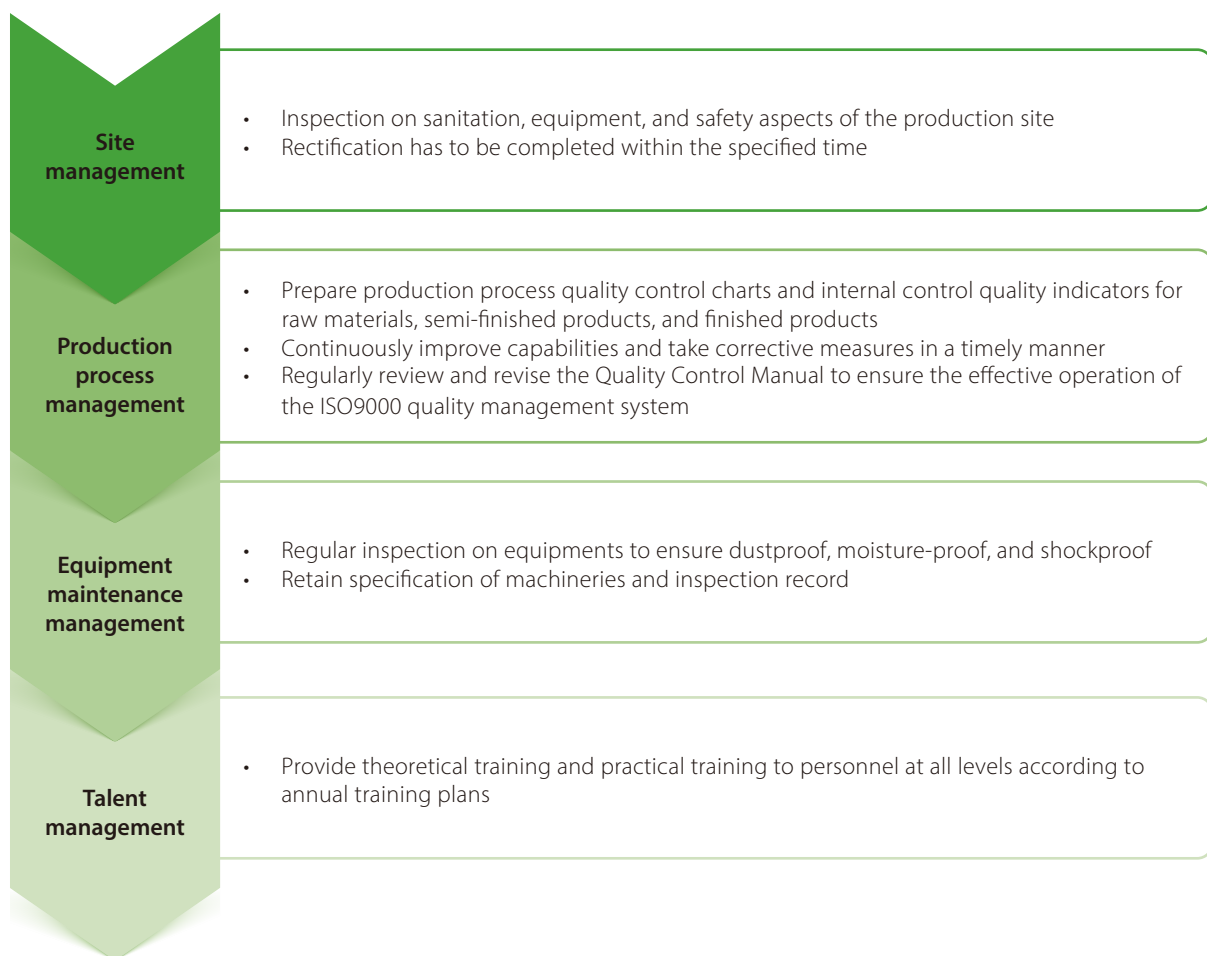 Site
management
• Inspection on sanitation, equipment, and safety aspects of the production site
• Rectification has to be completed within the specified time
Production
process
management
• Prepare production process quality control charts and internal control quality indicators for
raw materials, semi-finished products, and finished products
• Continuously improve capabilities and take corrective measures in a timely manner
• Regularly review and revise the Quality Control Manual to ensure the effective operation of
the ISO9000 quality management system
Equipment
maintenance
management
• Regular inspection on equipments to ensure dustproof, moisture-proof, and shockproof
• Retain specification of machineries and inspection record
Talent
management
• Provide theoretical training and practical training to personnel at all levels according to
annual training plans